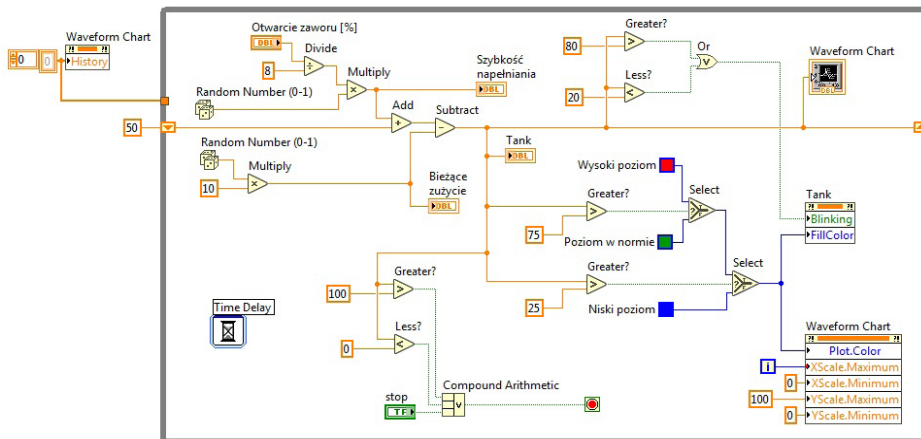 Waveform Chart
History
0
0
50
Otwarcie zaworu [%]
DBL
Divide
8
Multiply
Random Number (0-1)
Szybkość
napełniania
DBL
Add
Subtract
Random Number (0-1)
Multiply
10
Bieżące
zużycie
DBL
Tank
DBL
Greater?
80
Or
Less?
20
Waveform Chart
DBL
Wysoki poziom
Greater?
75
Select
Poziom w normie
Greater?
25
Select
Niski poziom
Tank
Blinking
FillColor
Time Delay
Greater?
100
Less?
0
stop
TF
Compound Arithmetic
Waveform Chart
Plot.Color
i
XScale.Maximum
0
XScale.Minimum
100
YScale.Maximum
0
YScale.Minimum